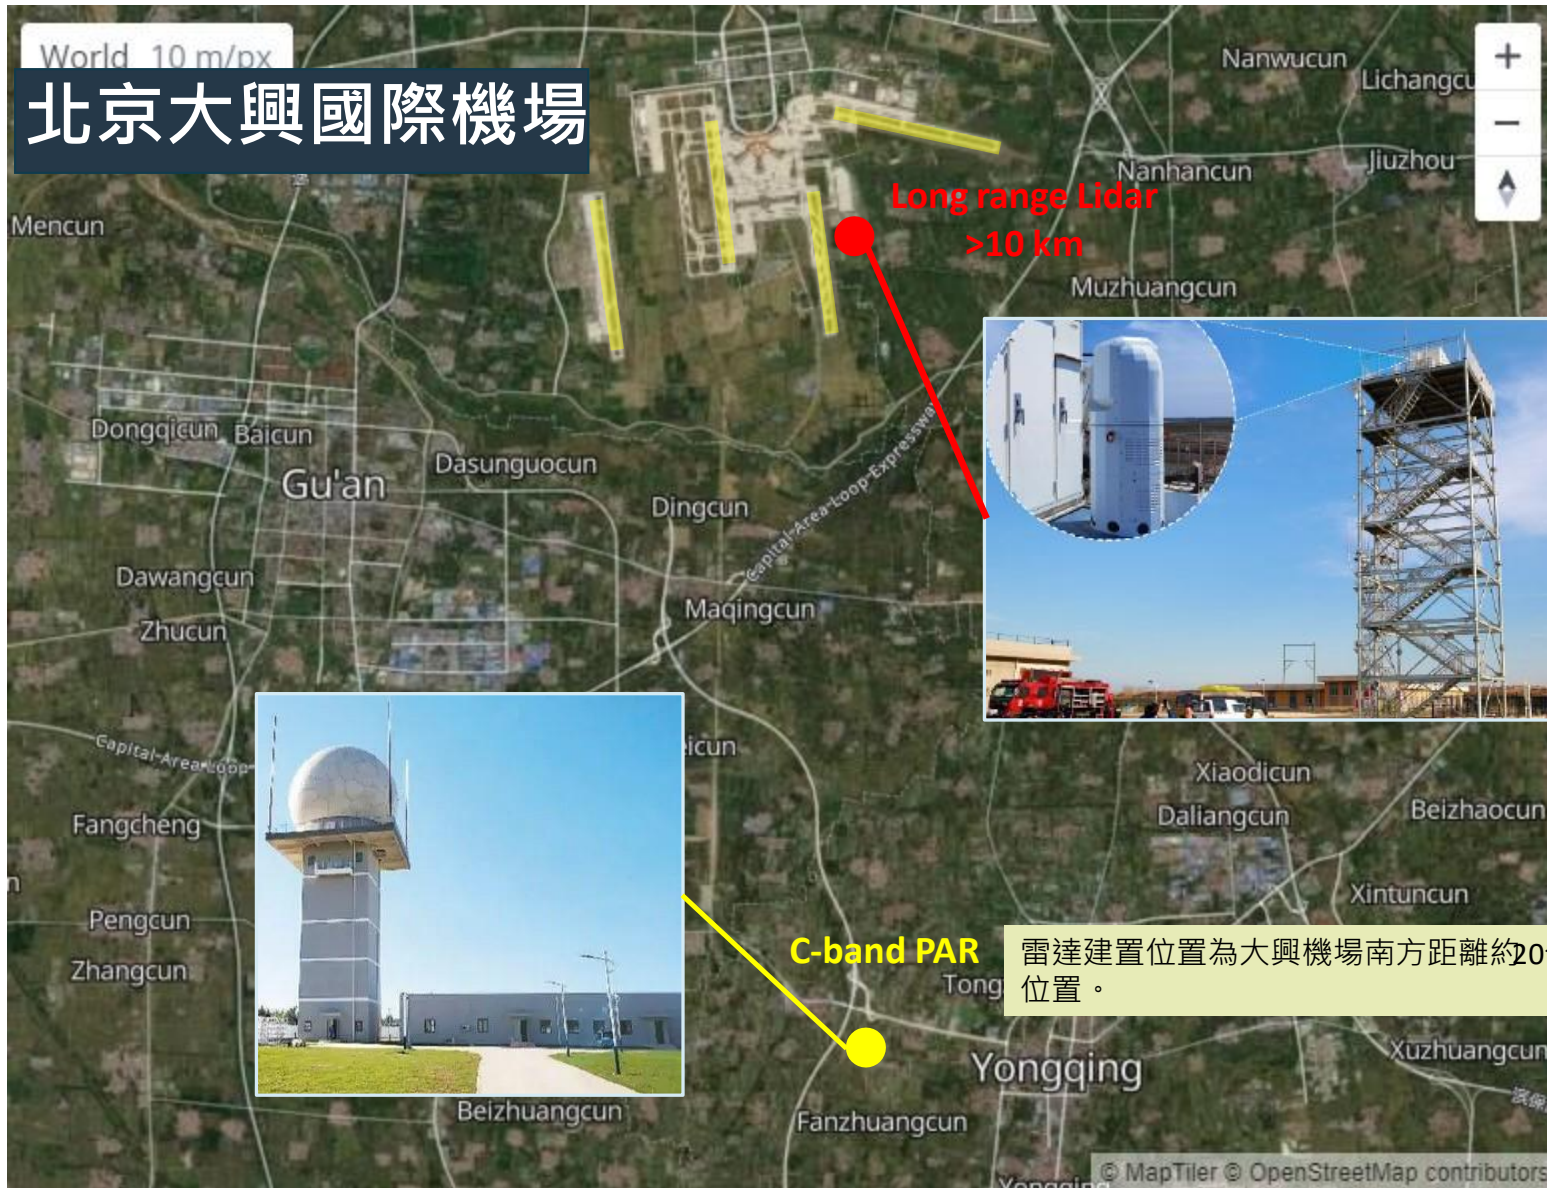 World 10 m/px
北京大興國際機場
Nanwucun
Lichangcu
Jiuzhou
Nanhancun
Mencun
Long range Lidar
>10 km
Muzhuangcun
Dongqicun
Baicun
Dasunguocun
Gu'an
Dingcun
Capital-Area-Loop-Expressway
Dawangcun
Maqingcun
Zhucun
icun
Capital-Area-Loop
Xiaodicun
Fangcheng
Daliangcun
Beizhaocun
n
Xintuncun
Pengcun
C-band PAR
雷達建置位置為大興機場南方距離約20
位置。
Zhangcun
Tong
Xuzhuangcun
Yongqing
Beizhuangcun
Fanzhuangcun
© MapTiler © OpenStreetMap contributors